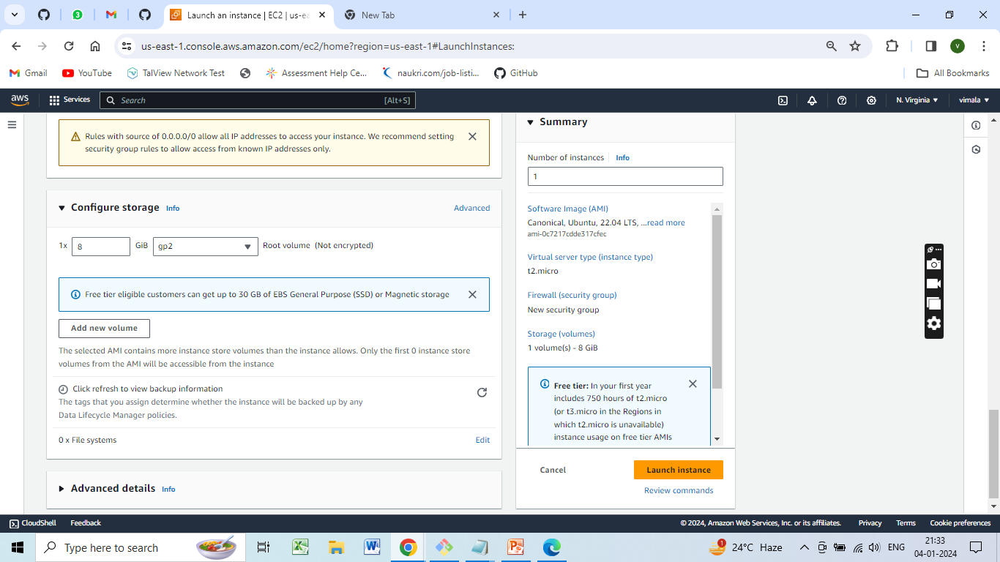 3
Launch an instance | EC2 | us-ea
New Tab
us-east-1.console.aws.amazon.com/ec2/home?region=us-east-1#LaunchInstances:
V
Gmail
YouTube
TalView Network Test
Assessment Help Ce...
naukri.com/job-listi...
GitHub
All Bookmarks
aws
Services
Search
[Alt+S]
N. Virginia
vimala
Rules with source of 0.0.0.0/0 allow all IP addresses to access your instance. We recommend setting
security group rules to allow access from known IP addresses only.
Configure storage Info
Advanced
1x 8 GiB gp2 Root volume (Not encrypted)
Free tier eligible customers can get up to 30 GB of EBS General Purpose (SSD) or Magnetic storage
Add new volume
The selected AMI contains more instance store volumes than the instance allows. Only the first 0 instance store
volumes from the AMI will be accessible from the instance
Click refresh to view backup information
The tags that you assign determine whether the instance will be backed up by any
Data Lifecycle Manager policies.
0 x File systems
Edit
Advanced details Info
Summary
Number of instances Info
1
Software Image (AMI)
Canonical, Ubuntu, 22.04 LTS, ...read more
ami-0c7217cdde317cfec
Virtual server type (instance type)
t2.micro
Firewall (security group)
New security group
Storage (volumes)
1 volume(s) - 8 GiB
Free tier: In your first year
includes 750 hours of t2.micro
(or t3.micro in the Regions in
which t2.micro is unavailable)
instance usage on free tier AMIs
Cancel
Launch instance
Review commands
CloudShell
Feedback
© 2024, Amazon Web Services, Inc. or its affiliates.
Privacy
Terms
Cookie preferences
Type here to search
1
24°C Haze
ENG
21:33
04-01-2024